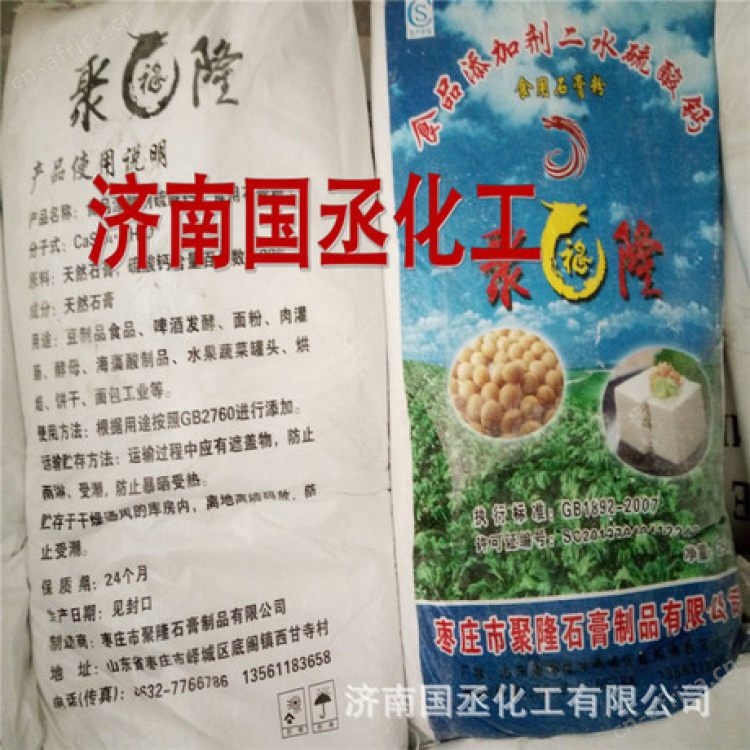 聚福隆
产品使用说明
产品名称:
分子式: CaS
原料: 天然石膏,
成分: 天然石膏
用途: 豆制品食品、啤酒发酵、面粉、肉灌
肠、酵母、海藻酸制品、水果蔬菜罐头、烘
焙、饼干、面包工业等。
使用方法: 根据用途按照GB2760进行添加。
运输贮存方法: 运输过程中应有遮盖物, 防止
雨淋、受潮, 防止暴晒受热。
贮存于干燥通风的库房内, 离地离墙码放, 防
止受潮。
保质期: 24个月
生产日期: 见封口
制造商: 枣庄市聚隆石膏制品有限公司
地址: 山东省枣庄市峄城区底阁镇西甘寺村
电话(传真): 0632-7766786 13561183658
济南国丞化工
S
食品添加剂二水硫酸钙
食用石膏粉
聚福隆
执行标准: GB1892-2007
许可证编号:
净含量:
枣庄市聚隆石膏制品有限公司
济南国丞化工有限公司